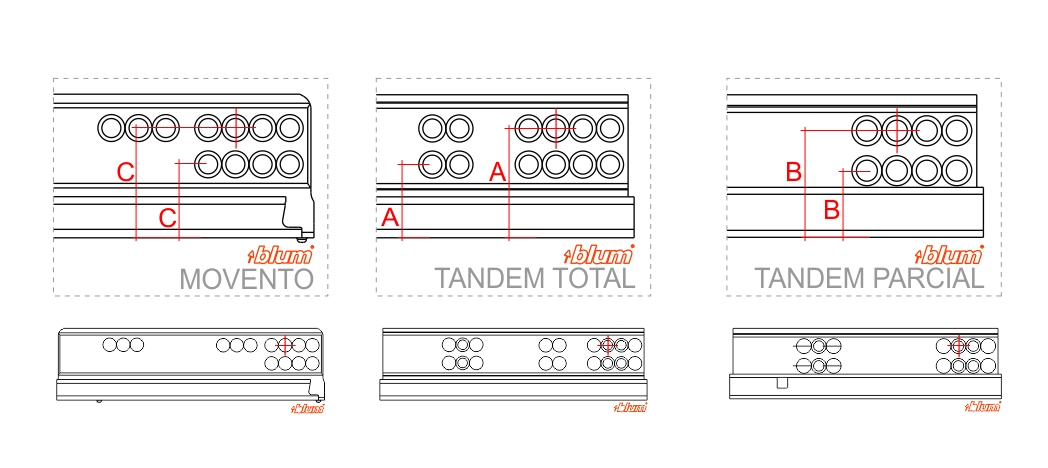 C
C
blum
MOVENTO
A
A
blum
TANDEM TOTAL
B
B
blum
TANDEM PARCIAL
blum
blum
blum